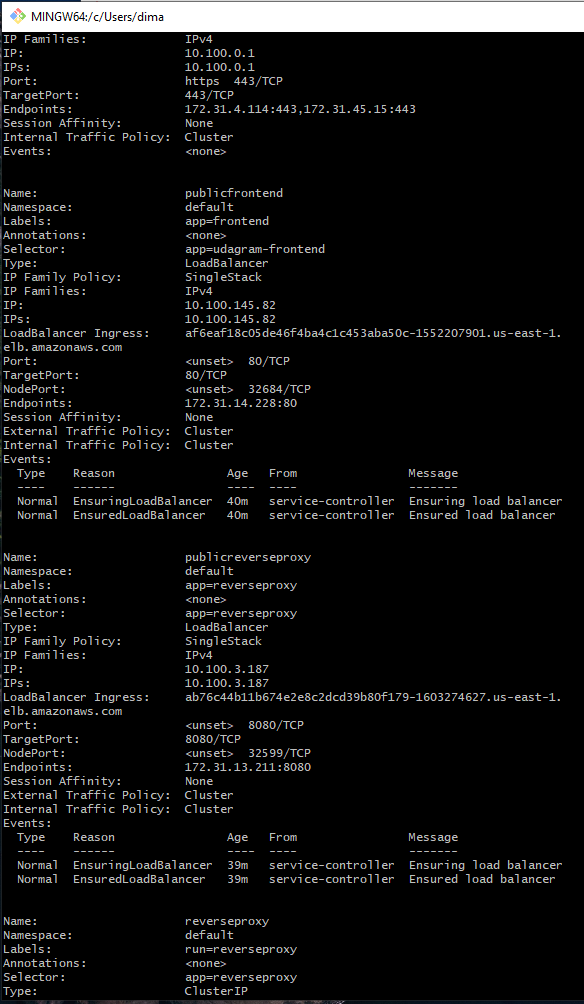 MINGW64:/c/Users/dima
IP Families:              IPv4
IP:                       10.100.0.1
IPs:                      10.100.0.1
Port:                     https  443/TCP
TargetPort:               443/TCP
Endpoints:                172.31.4.114:443,172.31.45.15:443
Session Affinity:         None
Internal Traffic Policy:  Cluster
Events:                   <none>
Name:                     publicfrontend
Namespace:                default
Labels:                   app=frontend
Annotations:              <none>
Selector:                 app=udagram-frontend
Type:                     LoadBalancer
IP Family Policy:         SingleStack
IP Families:              IPv4
IP:                       10.100.145.82
IPs:                      10.100.145.82
LoadBalancer Ingress:     af6eaf18c05de46f4ba4c1c453aba50c-1552207901.us-east-1.
elb.amazonaws.com
Port:                     <unset>  80/TCP
TargetPort:               80/TCP
NodePort:                 <unset>  32684/TCP
Endpoints:                172.31.14.228:80
Session Affinity:         None
External Traffic Policy:  Cluster
Internal Traffic Policy:  Cluster
Events:
  Type    Reason                Age   From                Message
  ----    ------                ----  ----                -------
  Normal  EnsuringLoadBalancer  40m   service-controller  Ensuring load balancer
  Normal  EnsuredLoadBalancer   40m   service-controller  Ensured load balancer
Name:                     publicreverseproxy
Namespace:                default
Labels:                   app=reverseproxy
Annotations:              <none>
Selector:                 app=reverseproxy
Type:                     LoadBalancer
IP Family Policy:         SingleStack
IP Families:              IPv4
IP:                       10.100.3.187
IPs:                      10.100.3.187
LoadBalancer Ingress:     ab76c44b11b674e2e8c2dcd39b80f179-1603274627.us-east-1.
elb.amazonaws.com
Port:                     <unset>  8080/TCP
TargetPort:               8080/TCP
NodePort:                 <unset>  32599/TCP
Endpoints:                172.31.13.211:8080
Session Affinity:         None
External Traffic Policy:  Cluster
Internal Traffic Policy:  Cluster
Events:
  Type    Reason                Age   From                Message
  ----    ------                ----  ----                -------
  Normal  EnsuringLoadBalancer  39m   service-controller  Ensuring load balancer
  Normal  EnsuredLoadBalancer   39m   service-controller  Ensured load balancer
Name:                     reverseproxy
Namespace:                default
Labels:                   run=reverseproxy
Annotations:              <none>
Selector:                 app=reverseproxy
Type:                     ClusterIP